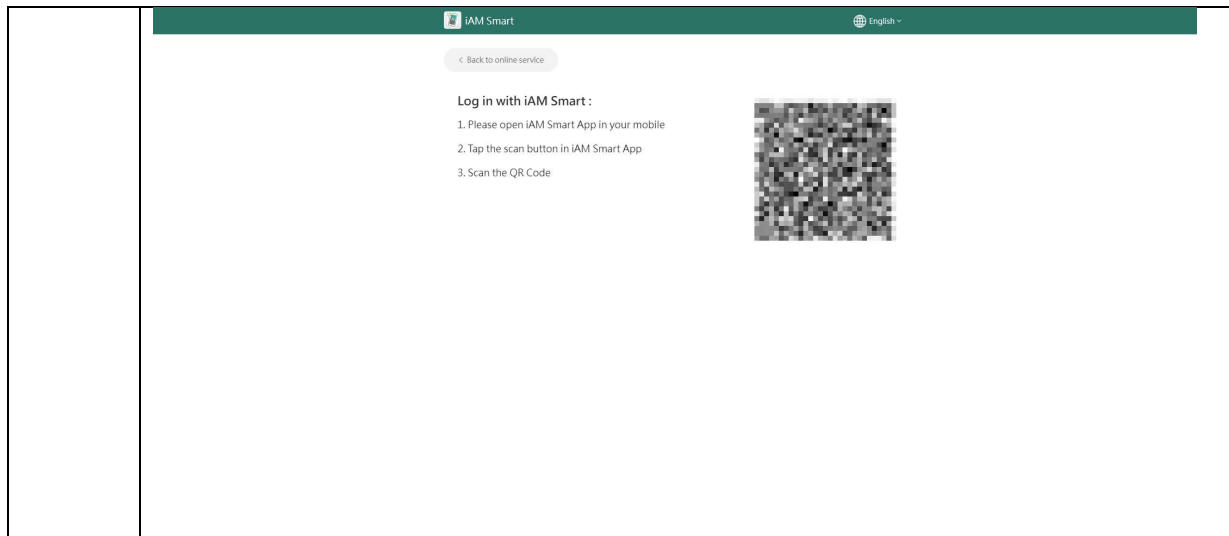 iAM Smart
English
< Back to online service
Log in with iAM Smart :
1. Please open iAM Smart App in your mobile
2. Tap the scan button in iAM Smart App
3. Scan the QR Code